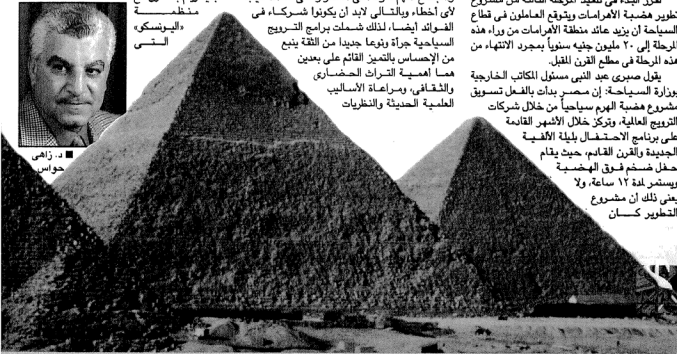 تطوير هضبة الأهرامات ويتوقع العاملون فى قطاع
السياحة أن يزيد عائد منطقة الأهرامات من وراء هذه
المرحلة إلى ٢٠ مليون جنيه سنوياً بمجرد الانتهاء من
هذه المرحلة فى مطلع القرن المقبل.
يقول صبرى عبد النبى مسئول المكاتب الخارجية
بوزارة السياحة: إن مصر بدأت بالفعل تسويق
مشروع هضبة الهرم سياحياً من خلال شركات
الترويج العالمية، وتركز خلال الأشهر القادمة
على برنامج الاحتفال بليلة الألفية
الجديدة والقرن القادم، حيث يقام
حفل ضخم فوق الهضبة
ويستمر لمدة ١٢ ساعة، ولا
يعنى ذلك أن مشروع
التطوير كان
لأى أخطاء وبالتالى لابد أن يكونوا شركاء فى
الفوائد أيضا، لذلك شملت برامج الترويج
السياحية جرأة ونوعا جديدا من الثقة ينبع
من الإحساس بالتميز القائم على بعدين
هما أهمية التراث الحضارى
والثقافى، ومراعاة الأساليب
العلمية الحديثة والنظريات
منظمة
«اليونسكو»
التى
■ د. زاهى
حواس